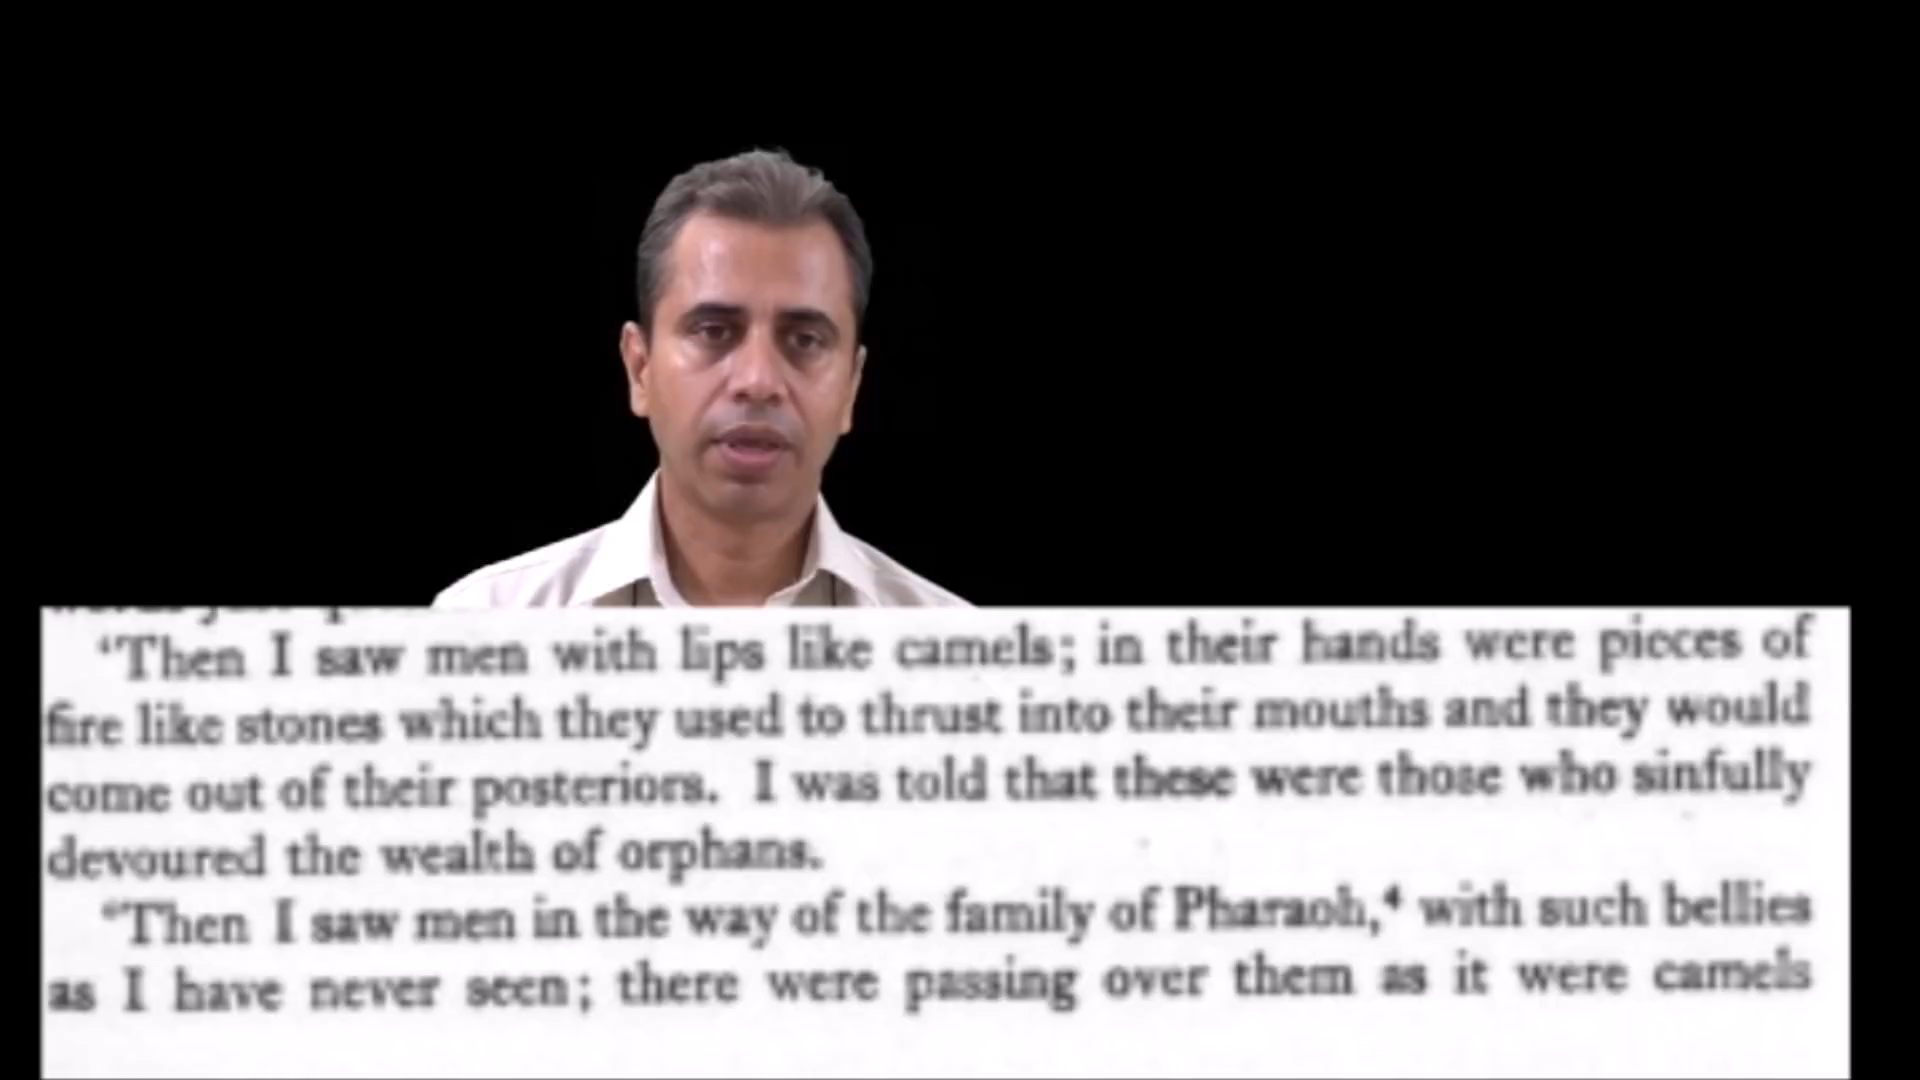 'Then I saw men with lips like camels; in their hands were pieces of
fire like stones which they used to thrust into their mouths and they would
come out of their posteriors. I was told that these were those who sinfully
devoured the wealth of orphans.
'Then I saw men in the way of the family of Pharaoh,⁴ with such bellies
as I have never seen; there were passing over them as it were camels